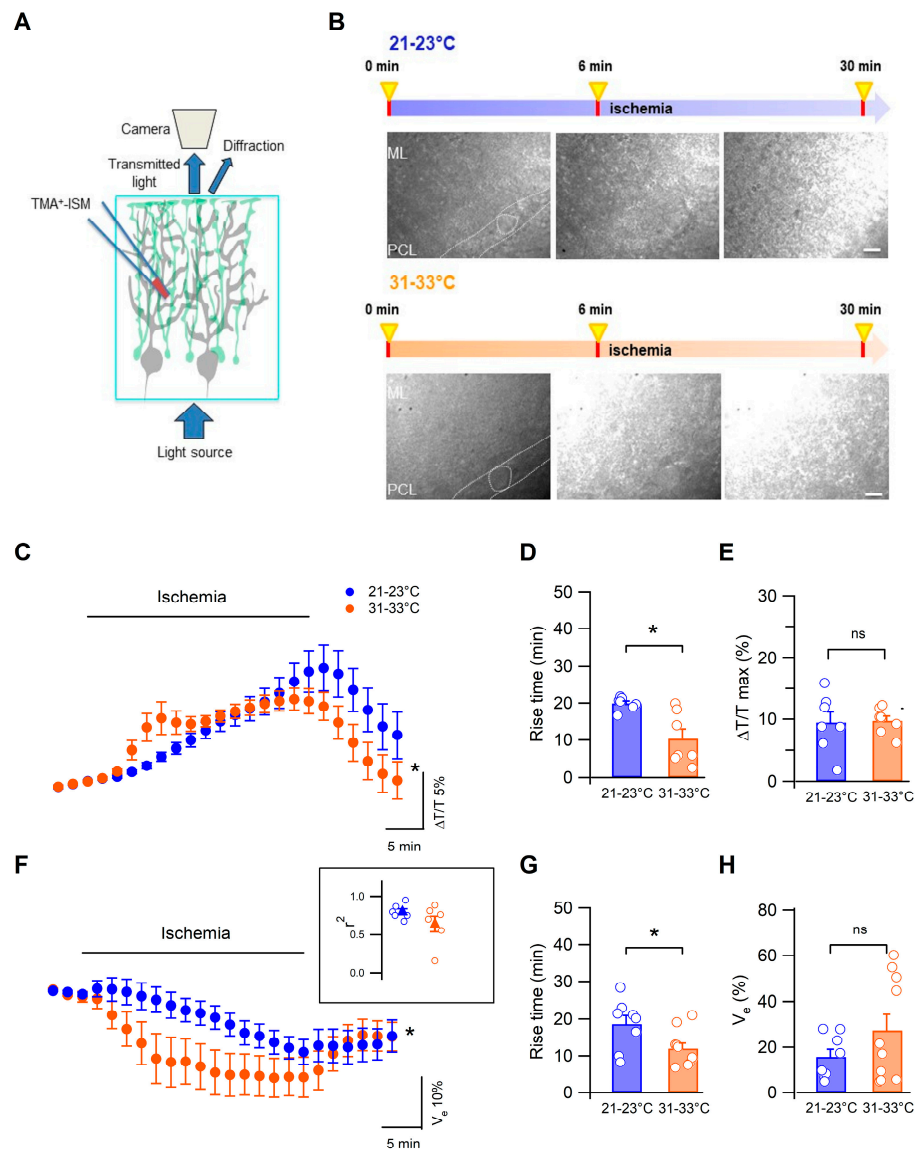 A
Camera
Diffraction
Transmitted
light
TMA⁺-ISM
Light source
B
21-23°C
0 min
6 min
30 min
ischemia
ML
PCL
31-33°C
0 min
6 min
30 min
ischemia
ML
PCL
C
Ischemia
21-23°C
31-33°C
*
ΔT/T 5%
5 min
D
Rise time (min)
50
40
30
20
10
0
*
21-23°C 31-33°C
E
ΔT/T max (%)
30
20
10
0
ns
21-23°C 31-33°C
F
Ischemia
r²
1.0
0.5
0.0
*
Vₑ 10%
5 min
G
Rise time (min)
50
40
30
20
10
0
*
21-23°C 31-33°C
H
Vₑ (%)
80
60
40
20
0
ns
21-23°C 31-33°C